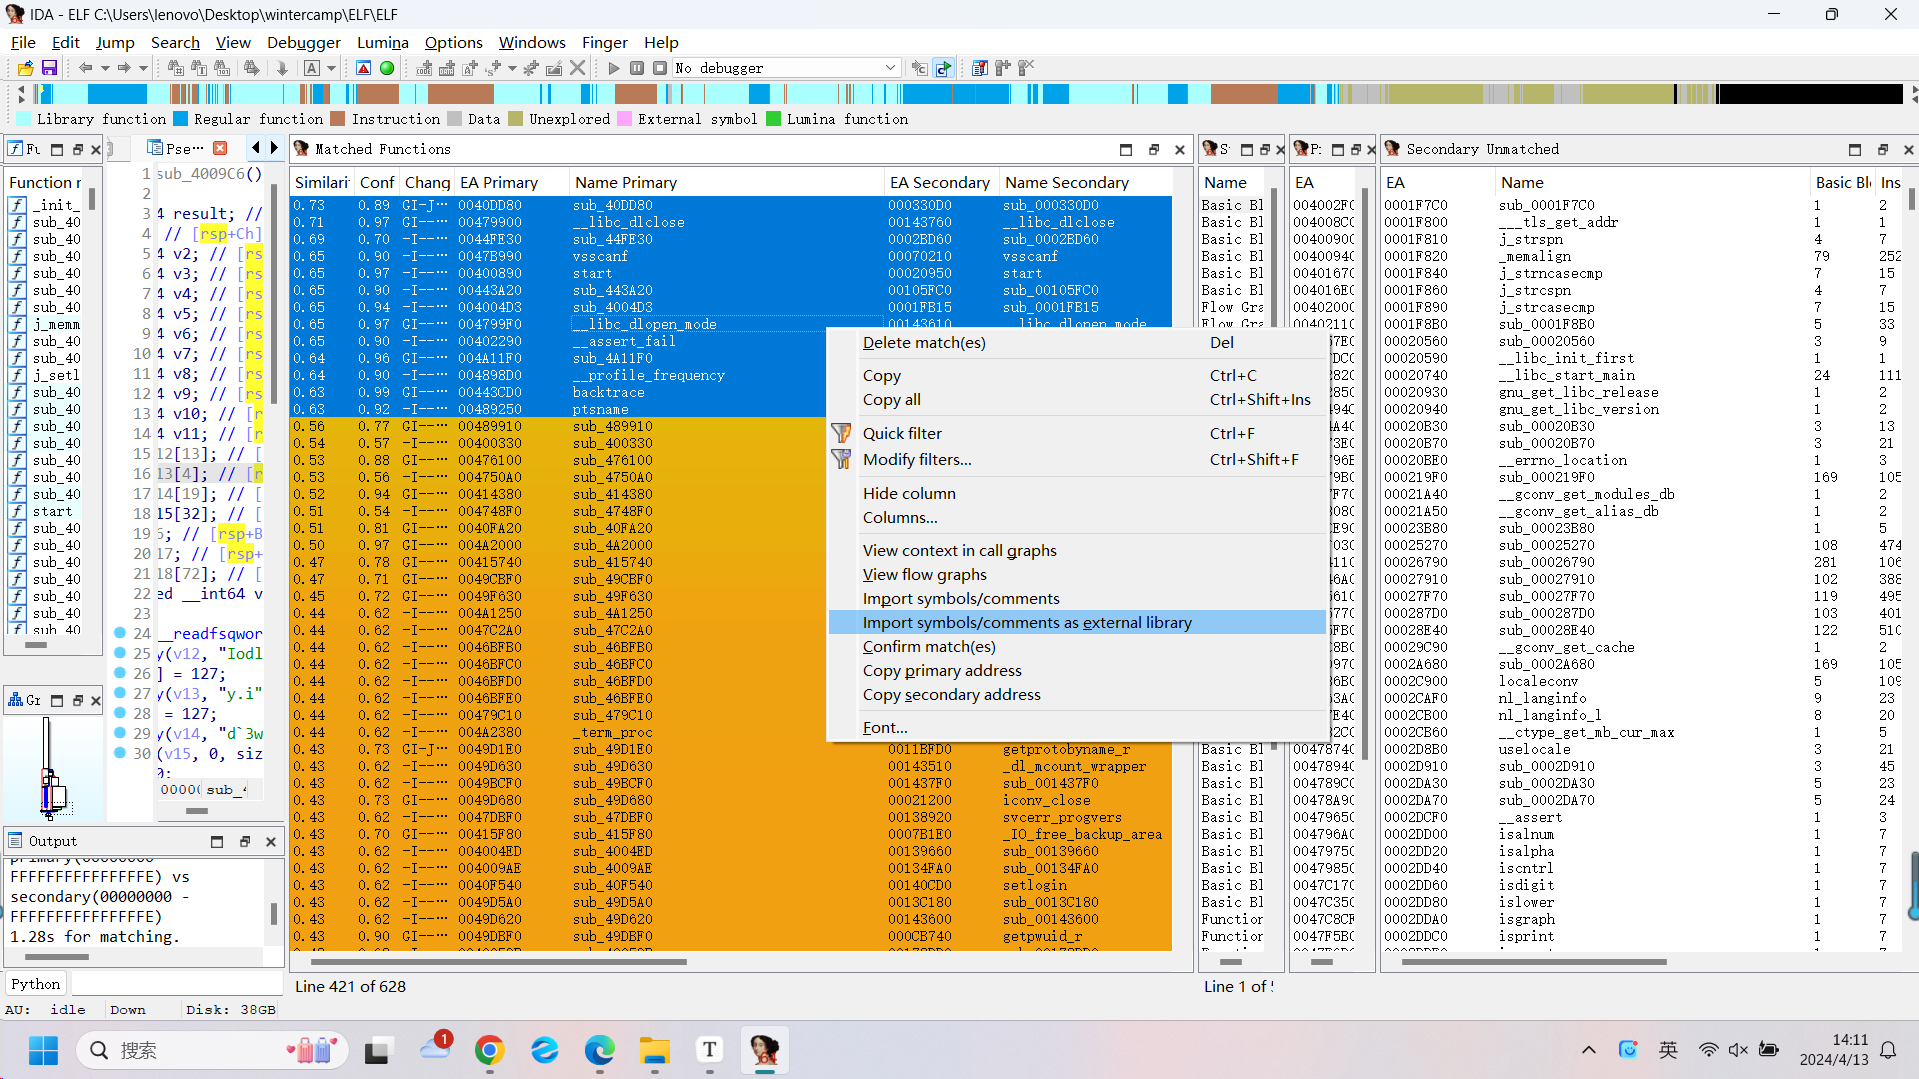 IDA - ELF C:\Users\lenovo\Desktop\wintercamp\ELF\ELF
File Edit Jump Search View Debugger Lumina Options Windows Finger Help
No debugger
Library function Regular function Instruction Data Unexplored External symbol Lumina function
Matched Functions
Secondary Unmatched
Similari Conf Chang EA Primary Name Primary EA Secondary Name Secondary
0.73 0.89 GI-J-··· 0040DD80 sub_40DD80 000330D0 sub_000330D0
0.71 0.97 GI--··· 00479900 __libc_dlclose 00143760 __libc_dlclose
0.69 0.70 -I--··· 0044FE30 sub_44FE30 0002BD60 sub_0002BD60
0.65 0.90 -I--··· 0047B990 vsscanf 00070210 vsscanf
0.65 0.97 -I--··· 00400890 start 00020950 start
0.65 0.90 -I--··· 00443A20 sub_443A20 00105FC0 sub_00105FC0
0.65 0.94 -I--··· 004004D3 sub_4004D3 0001FB15 sub_0001FB15
0.65 0.97 GI--··· 004799F0 __libc_dlopen_mode 00143610 __libc_dlopen_mode
0.65 0.90 -I--··· 00402290 __assert_fail
0.64 0.96 GI--··· 004A11F0 sub_4A11F0
0.64 0.90 -I--··· 004898D0 __profile_frequency
0.63 0.99 GI--··· 00443CD0 backtrace
0.63 0.92 -I--··· 00489250 ptsname
0.56 0.77 GI--··· 00489910 sub_489910
0.54 0.57 -I--··· 00400330 sub_400330
0.53 0.88 GI--··· 00476100 sub_476100
0.53 0.56 -I--··· 004750A0 sub_4750A0
0.52 0.94 GI--··· 00414380 sub_414380
0.51 0.54 -I--··· 004748F0 sub_4748F0
0.51 0.81 GI--··· 0040FA20 sub_40FA20
0.50 0.97 GI--··· 004A2000 sub_4A2000
0.47 0.78 GI--··· 00415740 sub_415740
0.47 0.71 GI--··· 0049CBF0 sub_49CBF0
0.45 0.72 GI--··· 0049F630 sub_49F630
0.44 0.62 -I--··· 004A1250 sub_4A1250
0.44 0.62 -I--··· 0047C2A0 sub_47C2A0
0.44 0.62 -I--··· 0046BFB0 sub_46BFB0
0.44 0.62 -I--··· 0046BFC0 sub_46BFC0
0.44 0.62 -I--··· 0046BFD0 sub_46BFD0
0.44 0.62 -I--··· 0046BFE0 sub_46BFE0
0.44 0.62 -I--··· 00479C10 sub_479C10
0.44 0.62 -I--··· 004A2380 _term_proc
0.43 0.73 GI-J··· 0049D1E0 sub_49D1E0 0011BFD0 getprotobyname_r
0.43 0.62 -I--··· 0049D630 sub_49D630 00143510 _dl_mcount_wrapper
0.43 0.62 -I--··· 0049BCF0 sub_49BCF0 001437F0 sub_001437F0
0.43 0.73 GI--··· 0049D680 sub_49D680 00021200 iconv_close
0.43 0.62 -I--··· 0047DBF0 sub_47DBF0 00138920 svcerr_progvers
0.43 0.70 GI--··· 00415F80 sub_415F80 0007B1E0 _IO_free_backup_area
0.43 0.62 -I--··· 004004ED sub_4004ED 00139660 sub_00139660
0.43 0.62 -I--··· 004009AE sub_4009AE 00134FA0 sub_00134FA0
0.43 0.62 -I--··· 0040F540 sub_40F540 00140CD0 setlogin
0.43 0.62 -I--··· 0049D5A0 sub_49D5A0 0013C180 sub_0013C180
0.43 0.62 -I--··· 0049D620 sub_49D620 00143600 sub_00143600
0.43 0.90 GI--··· 0049DBF0 sub_49DBF0 000CB740 getpwuid_r
Line 421 of 628
Delete match(es) Del
Copy Ctrl+C
Copy all Ctrl+Shift+Ins
Quick filter Ctrl+F
Modify filters... Ctrl+Shift+F
Hide column
Columns...
View context in call graphs
View flow graphs
Import symbols/comments
Import symbols/comments as external library
Confirm match(es)
Copy primary address
Copy secondary address
Font...
Function n
_init_
sub_40
sub_40
sub_40
sub_40
sub_40
sub_40
j_memm
sub_40
sub_40
j_setl
sub_40
sub_40
sub_40
sub_40
sub_40
sub_40
sub_40
start
sub_40
sub_40
sub_40
sub_40
sub_40
sub_40
sub_40
Pse···
1 sub_4009C6()
2
3 4 result; //
4 // [rsp+Ch]
5 4 v2; // [rs
6 4 v3; // [rs
7 4 v4; // [rs
8 4 v5; // [rs
9 4 v6; // [rs
10 4 v7; // [rs
11 4 v8; // [rs
12 4 v9; // [rs
13 4 v10; // [r
14 4 v11; // [r
15 12[13]; // [
16 13[4]; // [r
17 14[19]; // [
18 15[32]; // [
19 6; // [rsp+B
20 17; // [rsp+
21 18[72]; // [
22 ed __int64 v
23
24 __readfsqwor
25 y(v12, "Iodl
26 ] = 127;
27 y(v13, "y.i"
28 = 127;
29 y(v14, "d`3w
30 (v15, 0, siz
Gr
Output
primary(00000000
FFFFFFFFFFFFFFFE) vs
secondary(00000000 -
FFFFFFFFFFFFFFFE)
1.28s for matching.
Python
AU: idle Down Disk: 38GB
Name
Basic Bl
Basic Bl
Basic Bl
Basic Bl
Basic Bl
Basic Bl
Flow Gra
Flow Gra
Basic Bl
Basic Bl
Basic Bl
Basic Bl
Basic Bl
Basic Bl
Basic Bl
Basic Bl
Basic Bl
Basic Bl
Function
Function
Line 1 of
EA
004002F0
004008C0
00400900
00400940
00401670
004016E0
00402000
00402110
0047874C
00478940
004789C0
00478A90
00479650
004796A0
00479750
00479850
0047C170
0047C350
0047C8CF
0047F5B0
EA Name Basic Bl Ins
0001F7C0 sub_0001F7C0 1 2
0001F800 ___tls_get_addr 1 1
0001F810 j_strspn 4 7
0001F820 _memalign 79 252
0001F840 j_strncasecmp 7 15
0001F860 j_strcspn 4 7
0001F890 j_strcasecmp 7 15
0001F8B0 sub_0001F8B0 5 33
00020560 sub_00020560 3 9
00020590 __libc_init_first 1 1
00020740 __libc_start_main 24 111
00020930 gnu_get_libc_release 1 2
00020940 gnu_get_libc_version 1 2
00020B30 sub_00020B30 3 13
00020B70 sub_00020B70 3 21
00020BE0 __errno_location 1 3
000219F0 sub_000219F0 169 105
00021A40 __gconv_get_modules_db 1 2
00021A50 __gconv_get_alias_db 1 2
00023B80 sub_00023B80 1 5
00025270 sub_00025270 108 474
00026790 sub_00026790 281 106
00027910 sub_00027910 102 388
00027F70 sub_00027F70 119 495
000287D0 sub_000287D0 103 401
00028E40 sub_00028E40 122 510
00029C90 __gconv_get_cache 1 2
0002A680 sub_0002A680 169 105
0002C900 localeconv 5 109
0002CAF0 nl_langinfo 9 23
0002CB00 nl_langinfo_l 8 20
0002CB60 __ctype_get_mb_cur_max 1 5
0002D8B0 uselocale 3 21
0002D910 sub_0002D910 3 45
0002DA30 sub_0002DA30 5 23
0002DA70 sub_0002DA70 5 24
0002DCF0 __assert 1 3
0002DD00 isalnum 1 7
0002DD20 isalpha 1 7
0002DD40 iscntrl 1 7
0002DD60 isdigit 1 7
0002DD80 islower 1 7
0002DDA0 isgraph 1 7
0002DDC0 isprint 1 7
搜索
1
T
英
14:11
2024/4/13